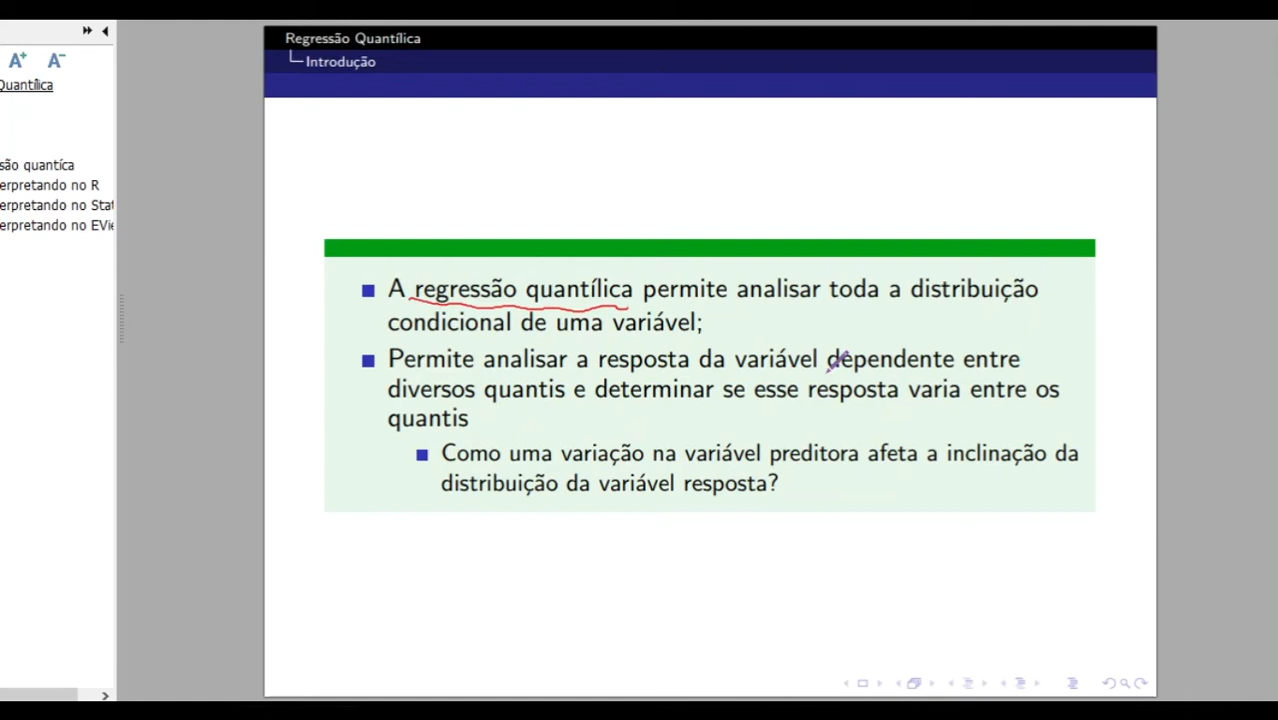 Regressão Quantílica
Introdução
A⁺ A⁻
Quantílica
são quantíca
erpretando no R
erpretando no Stat
erpretando no EVie
A regressão quantílica permite analisar toda a distribuição
condicional de uma variável;
Permite analisar a resposta da variável dependente entre
diversos quantis e determinar se esse resposta varia entre os
quantis
Como uma variação na variável preditora afeta a inclinação da
distribuição da variável resposta?